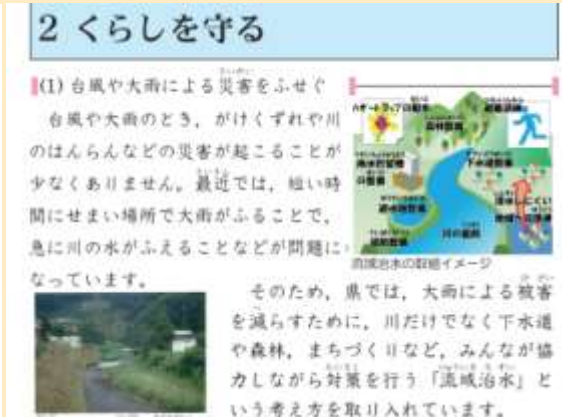 2 くらしを守る
(1) 台風や大雨による災害をふせぐ
台風や大雨のとき，がけくずれや川
のはんらんなどの災害が起こることが
少なくありません。最近では，短い時
間にせまい場所で大雨がふることで，
急に川の水がふえることなどが問題に
なっています。
森林整備
川の整備
流域治水の取組イメージ
そのため，県では，大雨による被害
を減らすために，川だけでなく下水道
や森林，まちづくりなど，みんなが協
力しながら対策を行う「流域治水」と
いう考え方を取り入れています。